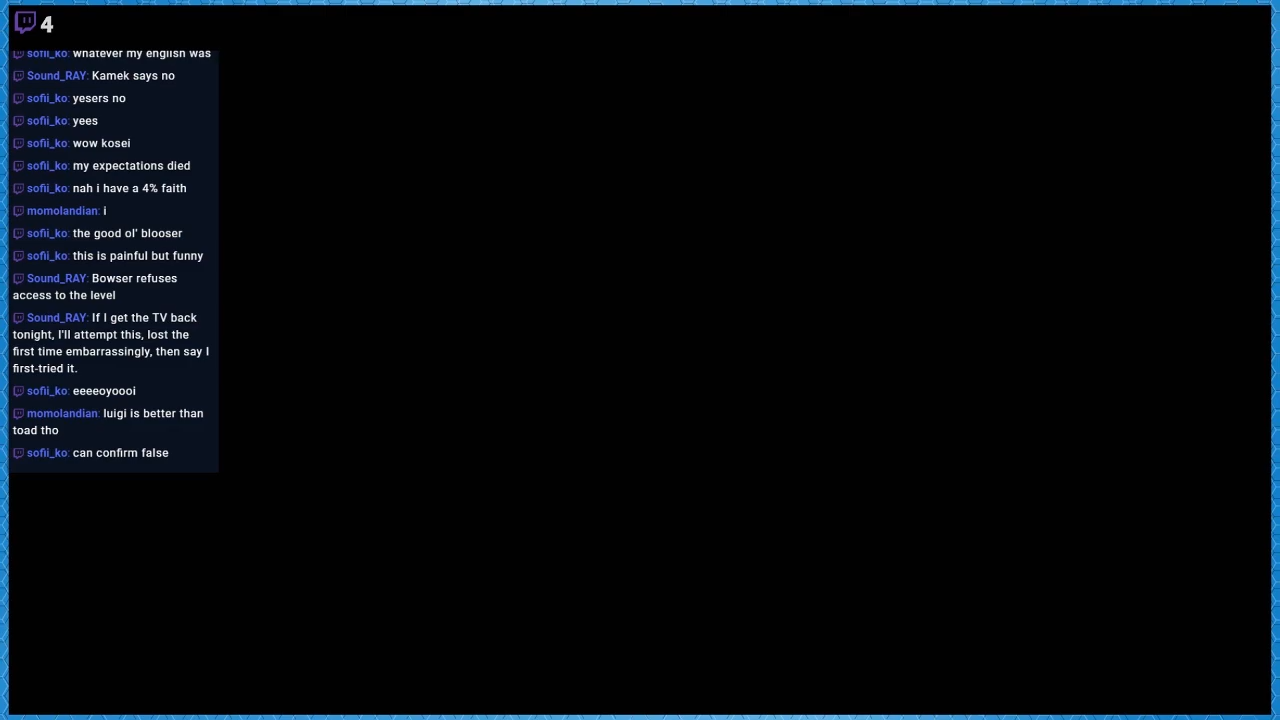 4
sofii_ko: whatever my english was
Sound_RAY: Kamek says no
sofii_ko: yesers no
sofii_ko: yees
sofii_ko: wow kosei
sofii_ko: my expectations died
sofii_ko: nah i have a 4% faith
momolandian: i
sofii_ko: the good ol' blooser
sofii_ko: this is painful but funny
Sound_RAY: Bowser refuses
access to the level
Sound_RAY: If I get the TV back
tonight, I'll attempt this, lost the
first time embarrassingly, then say I
first-tried it.
sofii_ko: eeeeoyoooi
momolandian: luigi is better than
toad tho
sofii_ko: can confirm false